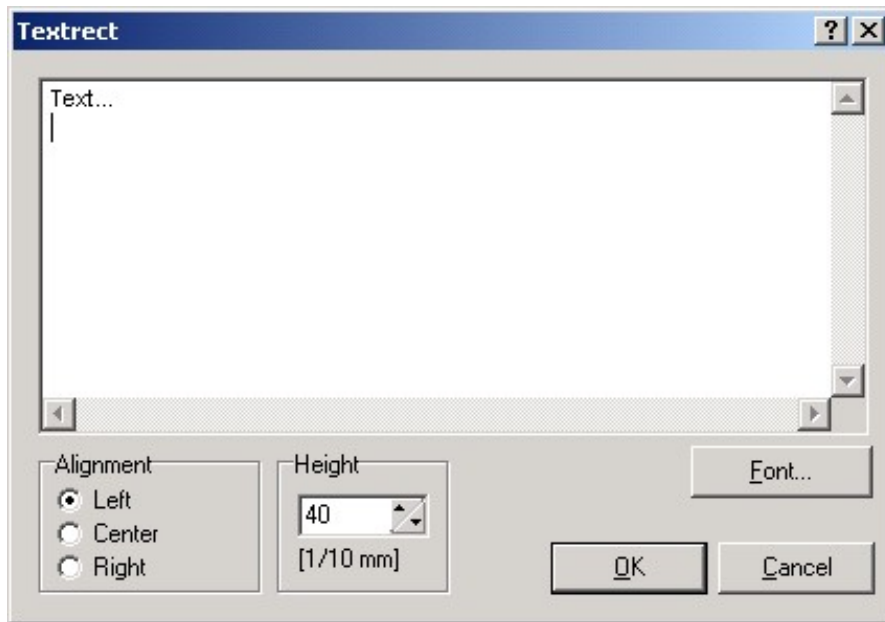 Textrect
Text...
Alignment
Left
Center
Right
Height
40
[1/10 mm]
Font...
OK
Cancel